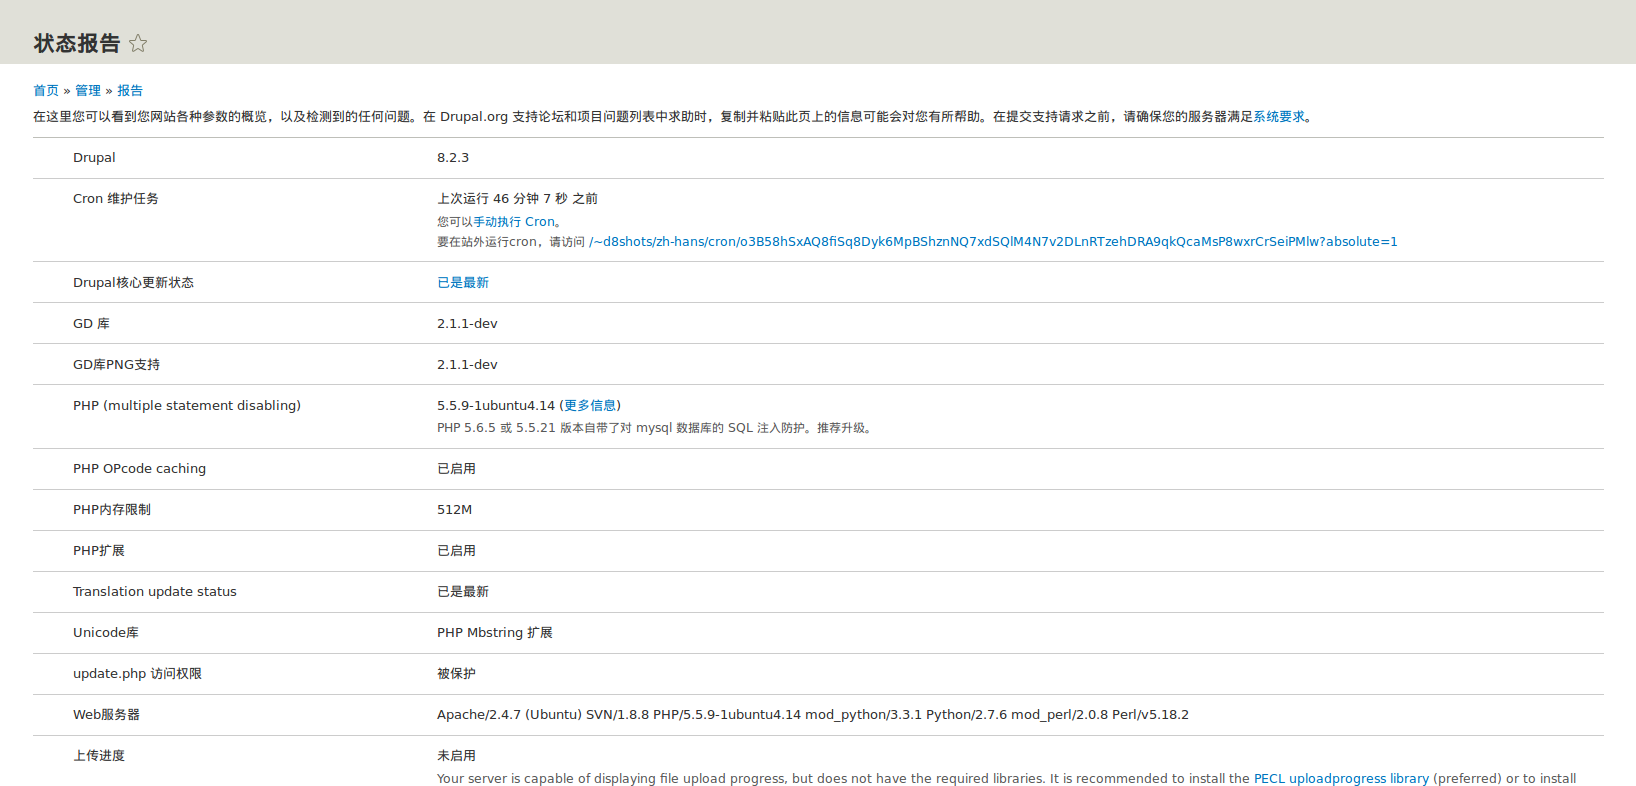 状态报告
首页 » 管理 » 报告
在这里您可以看到您网站各种参数的概览，以及检测到的任何问题。在 Drupal.org 支持论坛和项目问题列表中求助时，复制并粘贴此页上的信息可能会对您有所帮助。在提交支持请求之前，请确保您的服务器满足系统要求。
Drupal 8.2.3
Cron 维护任务 上次运行 46 分钟 7 秒 之前
您可以手动执行 Cron。
要在站外运行cron，请访问 /~d8shots/zh-hans/cron/o3B58hSxAQ8fiSq8Dyk6MpBShznNQ7xdSQlM4N7v2DLnRTzehDRA9qkQcaMsP8wxrCrSeiPMlw?absolute=1
Drupal核心更新状态 已是最新
GD 库 2.1.1-dev
GD库PNG支持 2.1.1-dev
PHP (multiple statement disabling) 5.5.9-1ubuntu4.14 (更多信息)
PHP 5.6.5 或 5.5.21 版本自带了对 mysql 数据库的 SQL 注入防护。推荐升级。
PHP OPcode caching 已启用
PHP内存限制 512M
PHP扩展 已启用
Translation update status 已是最新
Unicode库 PHP Mbstring 扩展
update.php 访问权限 被保护
Web服务器 Apache/2.4.7 (Ubuntu) SVN/1.8.8 PHP/5.5.9-1ubuntu4.14 mod_python/3.3.1 Python/2.7.6 mod_perl/2.0.8 Perl/v5.18.2
上传进度 未启用
Your server is capable of displaying file upload progress, but does not have the required libraries. It is recommended to install the PECL uploadprogress library (preferred) or to install